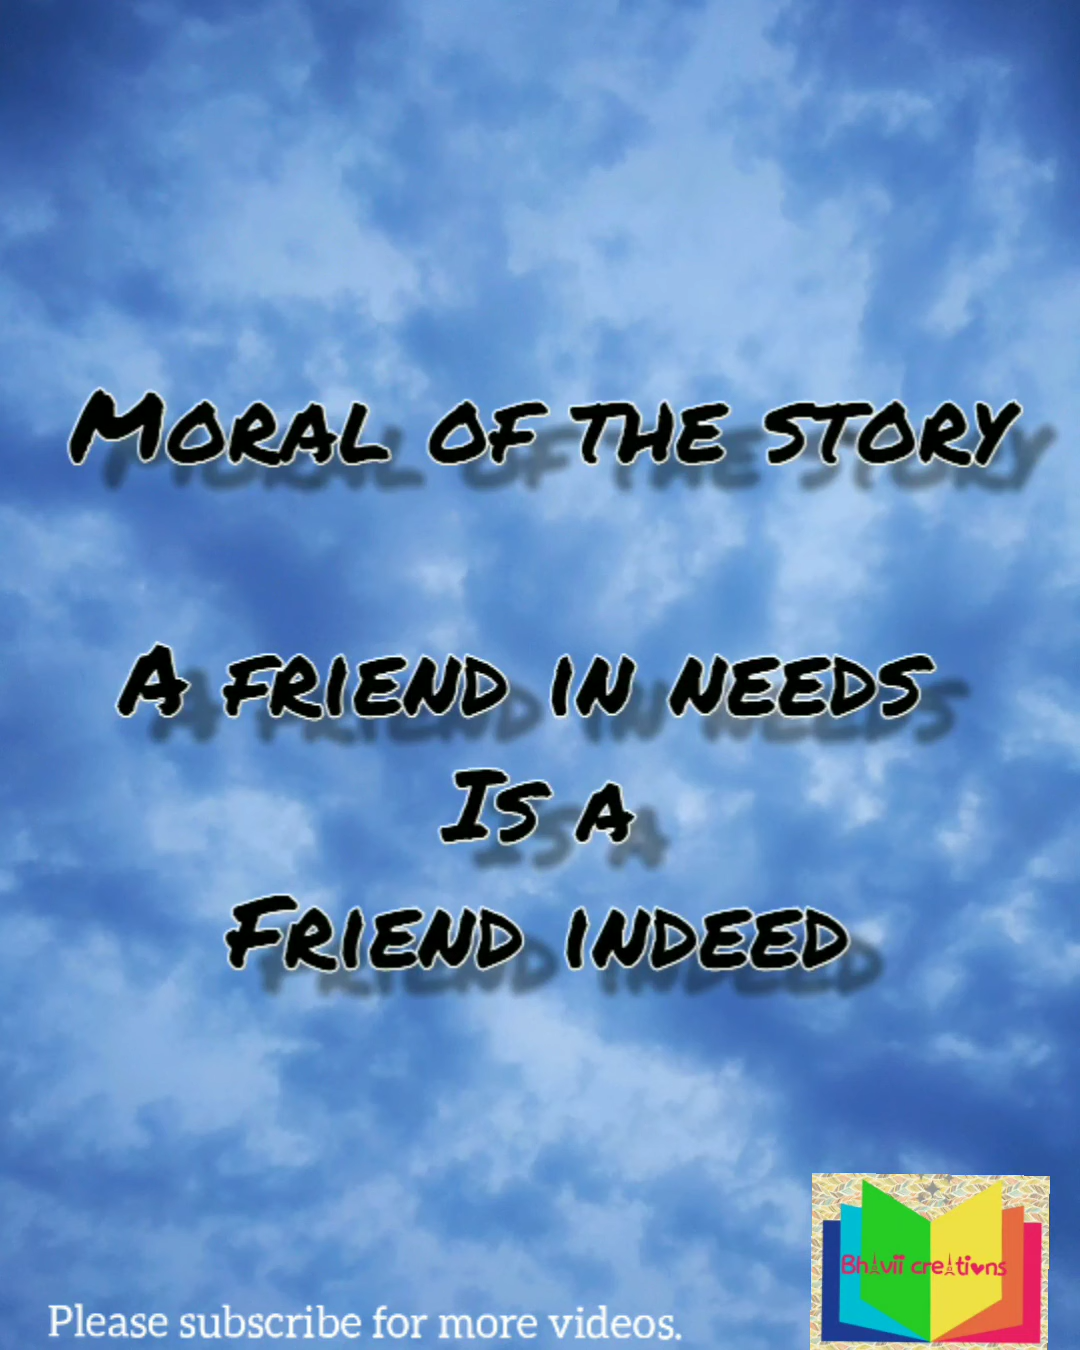 Moral of the story
A friend in needs
Is a
Friend indeed
Bhavii creations
Please subscribe for more videos.